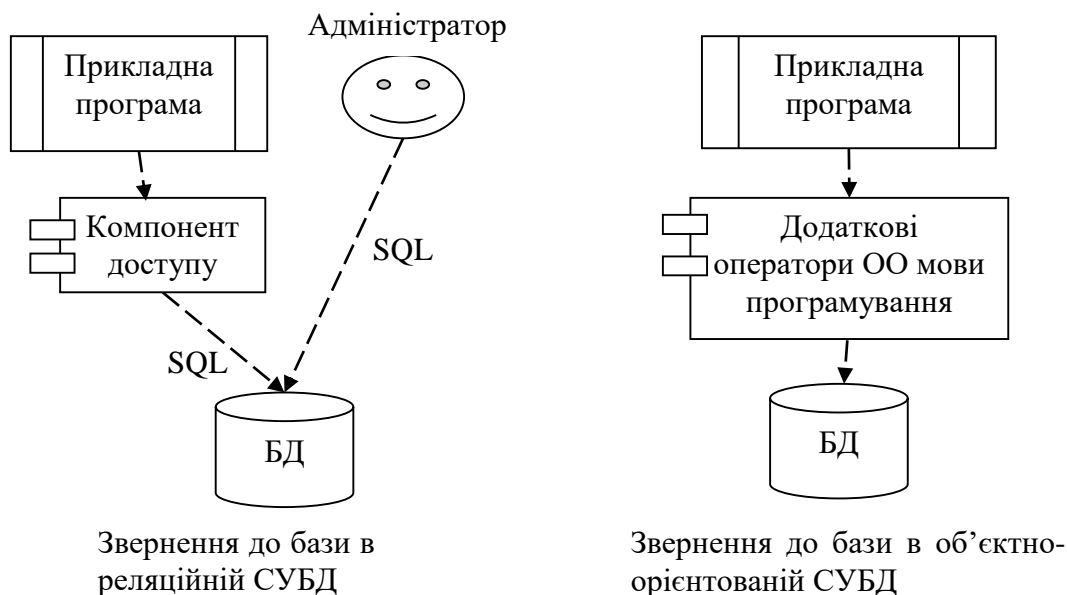 Адміністратор
Прикладна
програма
Компонент
доступу
SQL
SQL
БД
Звернення до бази в
реляційній СУБД
Прикладна
програма
Додаткові
оператори ОО мови
програмування
БД
Звернення до бази в об’єктно-
орієнтованій СУБД